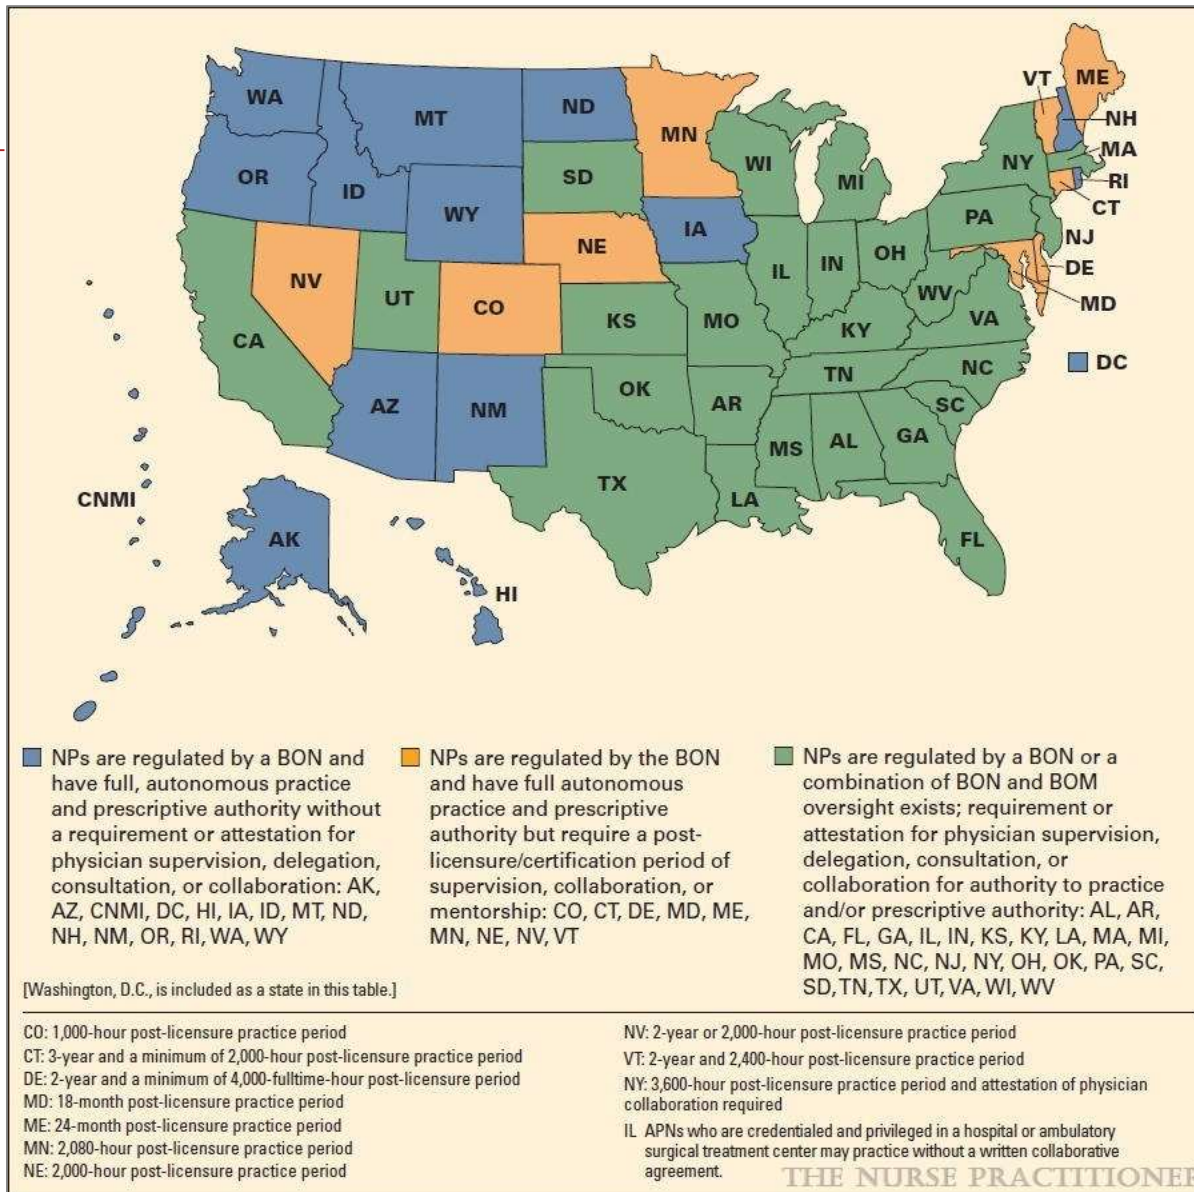 WA
MT
ND
MN
VT
ME
NH
MA
RI
CT
OR
ID
WY
SD
WI
MI
NY
IA
NE
PA
NJ
DE
MD
NV
UT
CO
IL
IN
OH
WV
VA
DC
CA
KS
MO
KY
NC
TN
AZ
NM
OK
AR
SC
MS
AL
GA
TX
LA
FL
CNMI
AK
HI
NPs are regulated by a BON and
have full, autonomous practice
and prescriptive authority without
a requirement or attestation for
physician supervision, delegation,
consultation, or collaboration: AK,
AZ, CNMI, DC, HI, IA, ID, MT, ND,
NH, NM, OR, RI, WA, WY
NPs are regulated by the BON
and have full autonomous
practice and prescriptive
authority but require a post-
licensure/certification period of
supervision, collaboration, or
mentorship: CO, CT, DE, MD, ME,
MN, NE, NV, VT
NPs are regulated by a BON or a
combination of BON and BOM
oversight exists; requirement or
attestation for physician supervision,
delegation, consultation, or
collaboration for authority to practice
and/or prescriptive authority: AL, AR,
CA, FL, GA, IL, IN, KS, KY, LA, MA, MI,
MO, MS, NC, NJ, NY, OH, OK, PA, SC,
SD, TN, TX, UT, VA, WI, WV
[Washington, D.C., is included as a state in this table.]
CO: 1,000-hour post-licensure practice period
CT: 3-year and a minimum of 2,000-hour post-licensure practice period
DE: 2-year and a minimum of 4,000-fulltime-hour post-licensure period
MD: 18-month post-licensure practice period
ME: 24-month post-licensure practice period
MN: 2,080-hour post-licensure practice period
NE: 2,000-hour post-licensure practice period
NV: 2-year or 2,000-hour post-licensure practice period
VT: 2-year and 2,400-hour post-licensure practice period
NY: 3,600-hour post-licensure practice period and attestation of physician
collaboration required
IL APNs who are credentialed and privileged in a hospital or ambulatory
surgical treatment center may practice without a written collaborative
agreement.
THE NURSE PRACTITIONER